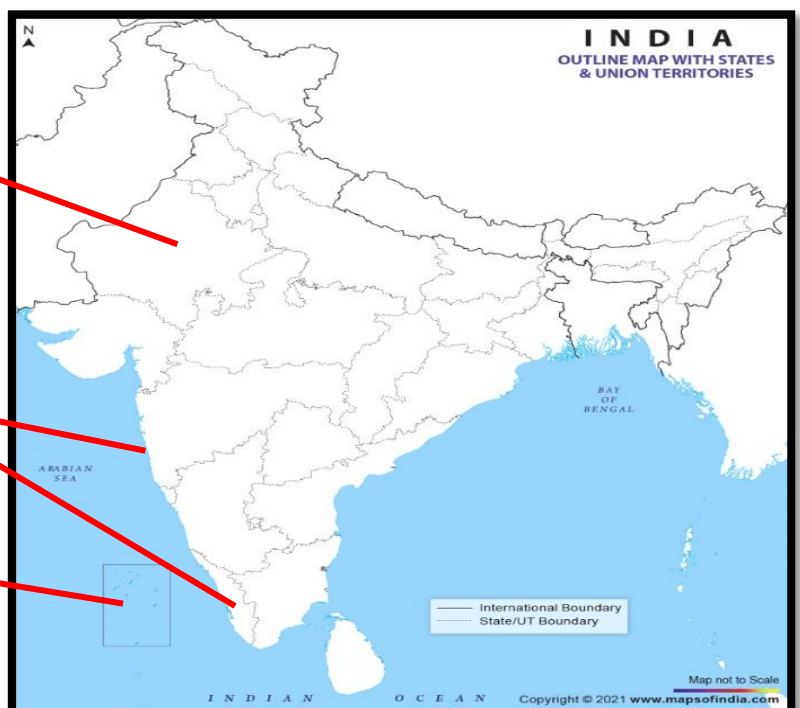 N
INDIA
OUTLINE MAP WITH STATES
& UNION TERRITORIES
BAY
OF
BENGAL
ARABIAN
SEA
International Boundary
State/UT Boundary
Map not to Scale
INDIAN OCEAN
Copyright © 2021 www.mapsofindia.com